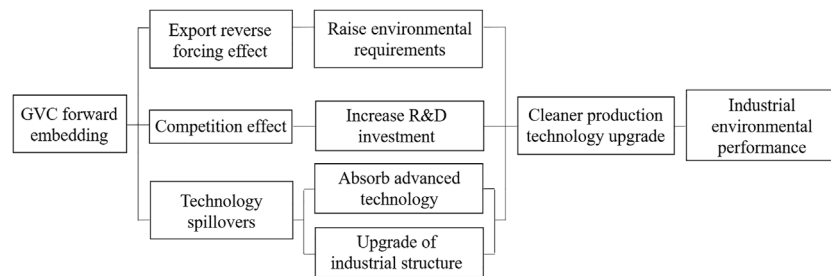 GVC forward
embedding
Export reverse
forcing effect
Raise environmental
requirements
Competition effect
Increase R&D
investment
Technology
spillovers
Absorb advanced
technology
Upgrade of
industrial structure
Cleaner production
technology upgrade
Industrial
environmental
performance